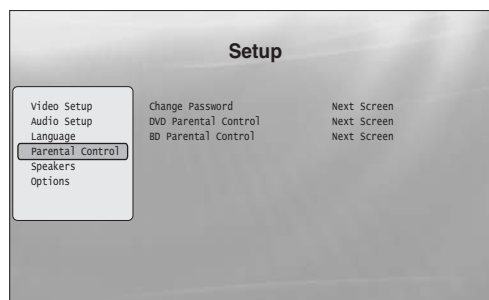 Setup
Video Setup
Audio Setup
Language
Parental Control
Speakers
Options
Change Password Next Screen
DVD Parental Control Next Screen
BD Parental Control Next Screen